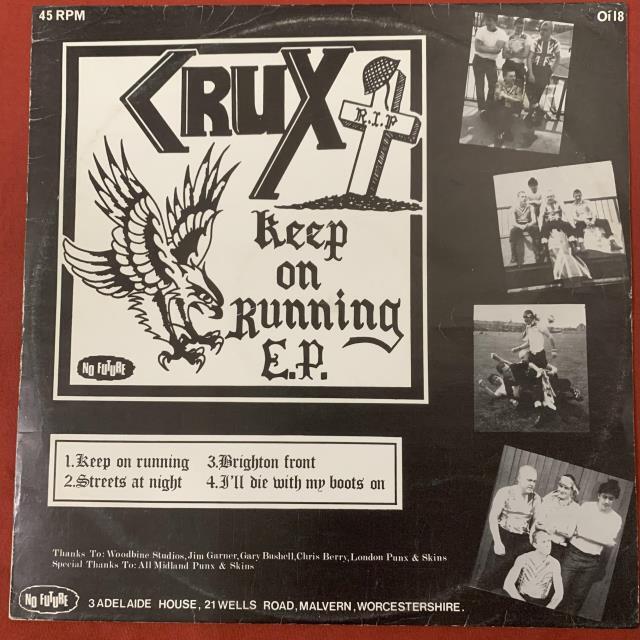 45 RPM
Oi18
CRUX
R.I.P
Keep
on
Running
E.P.
NO FUTURE
1.Keep on running 3.Brighton front
2.Streets at night 4.I'll die with my boots on
Thanks To: Woodbine Studios, Jim Garner, Gary Bushell, Chris Berry, London Punx & Skins
Special Thanks To: All Midland Punx & Skins
NO FUTURE
3 ADELAIDE HOUSE, 21 WELLS ROAD, MALVERN, WORCESTERSHIRE.